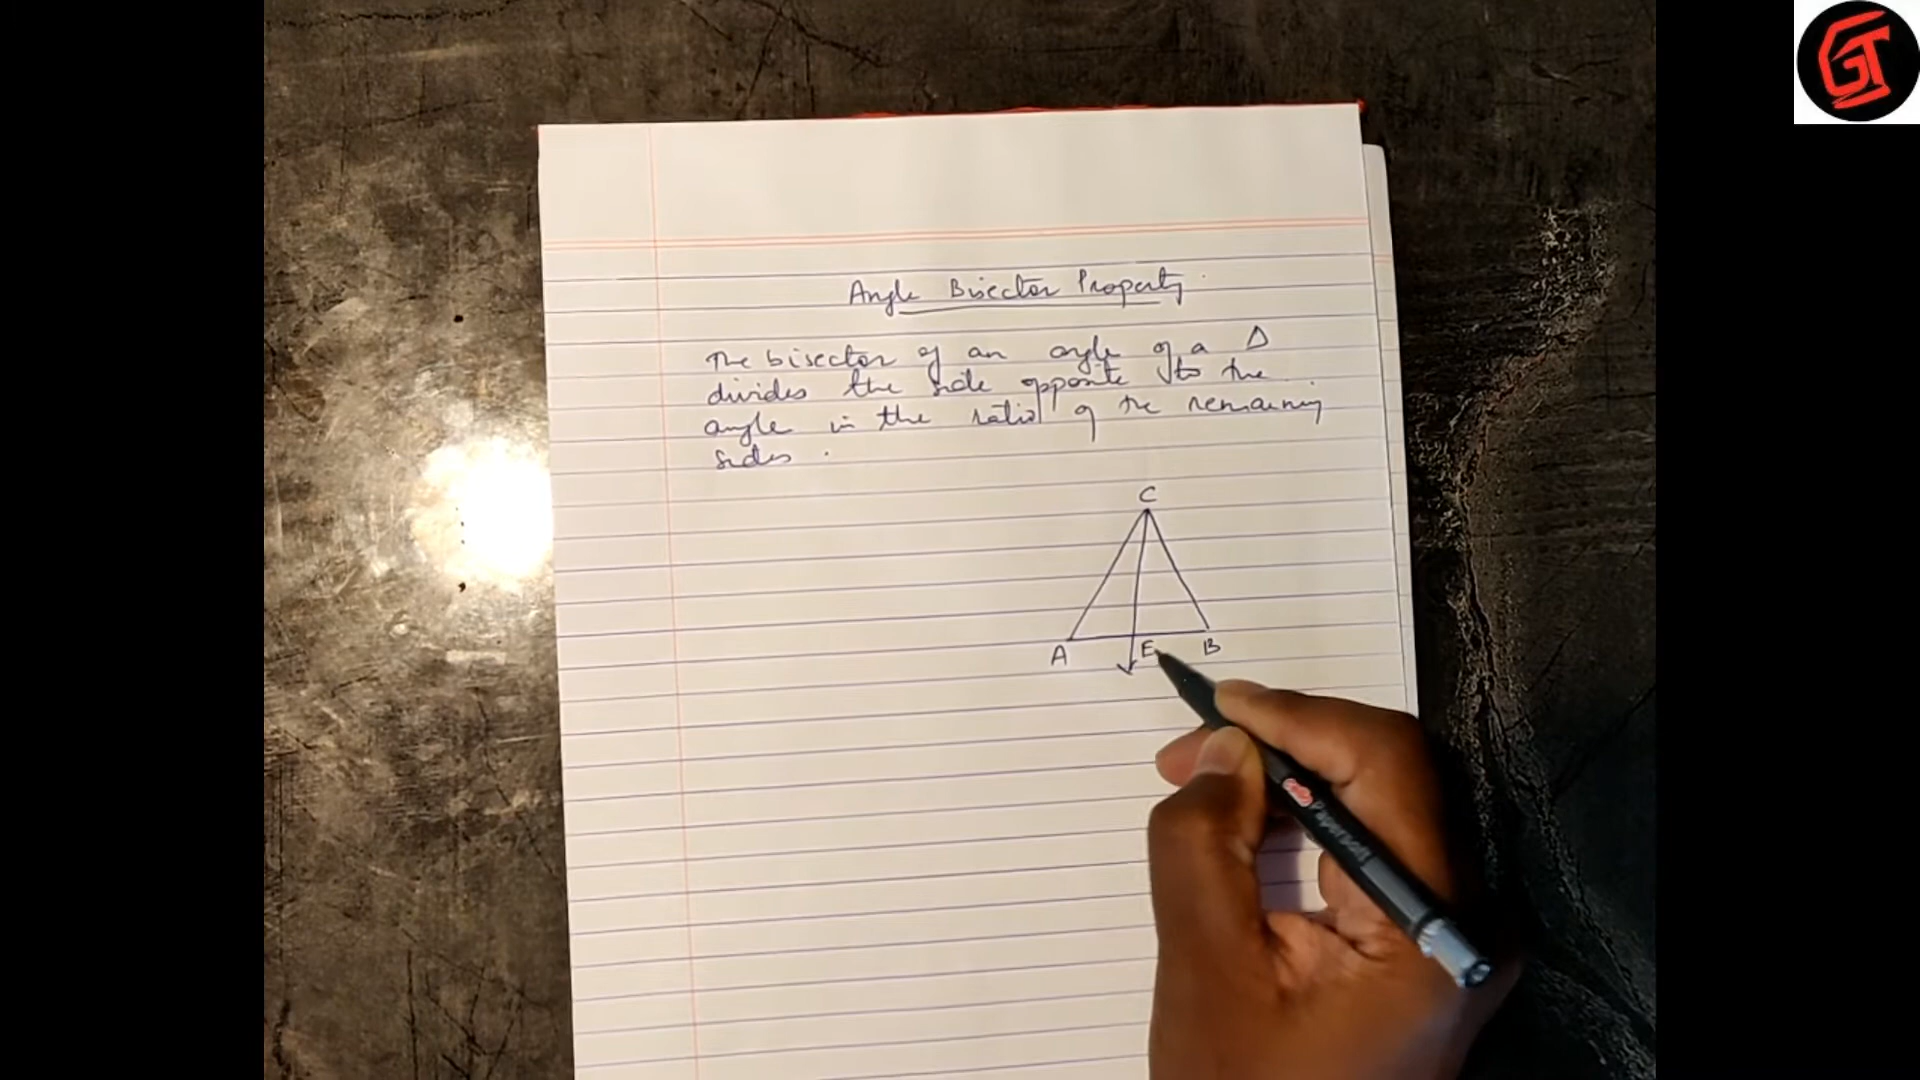 Angle Bisector Property
The bisector of an angle of a Δ
divides the side opposite to the
angle in the ratio of the remaining
sides.
C
A E B
GT